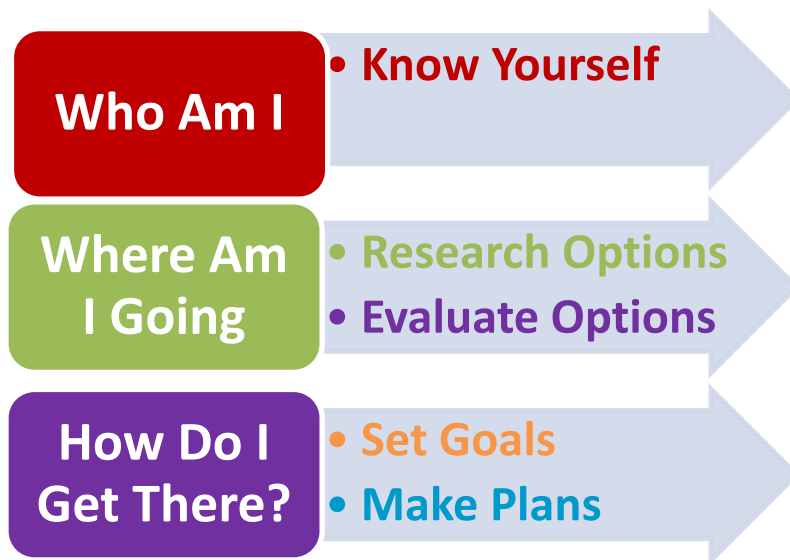 Who Am I
• Know Yourself
Where Am
I Going
• Research Options
• Evaluate Options
How Do I
Get There?
• Set Goals
• Make Plans